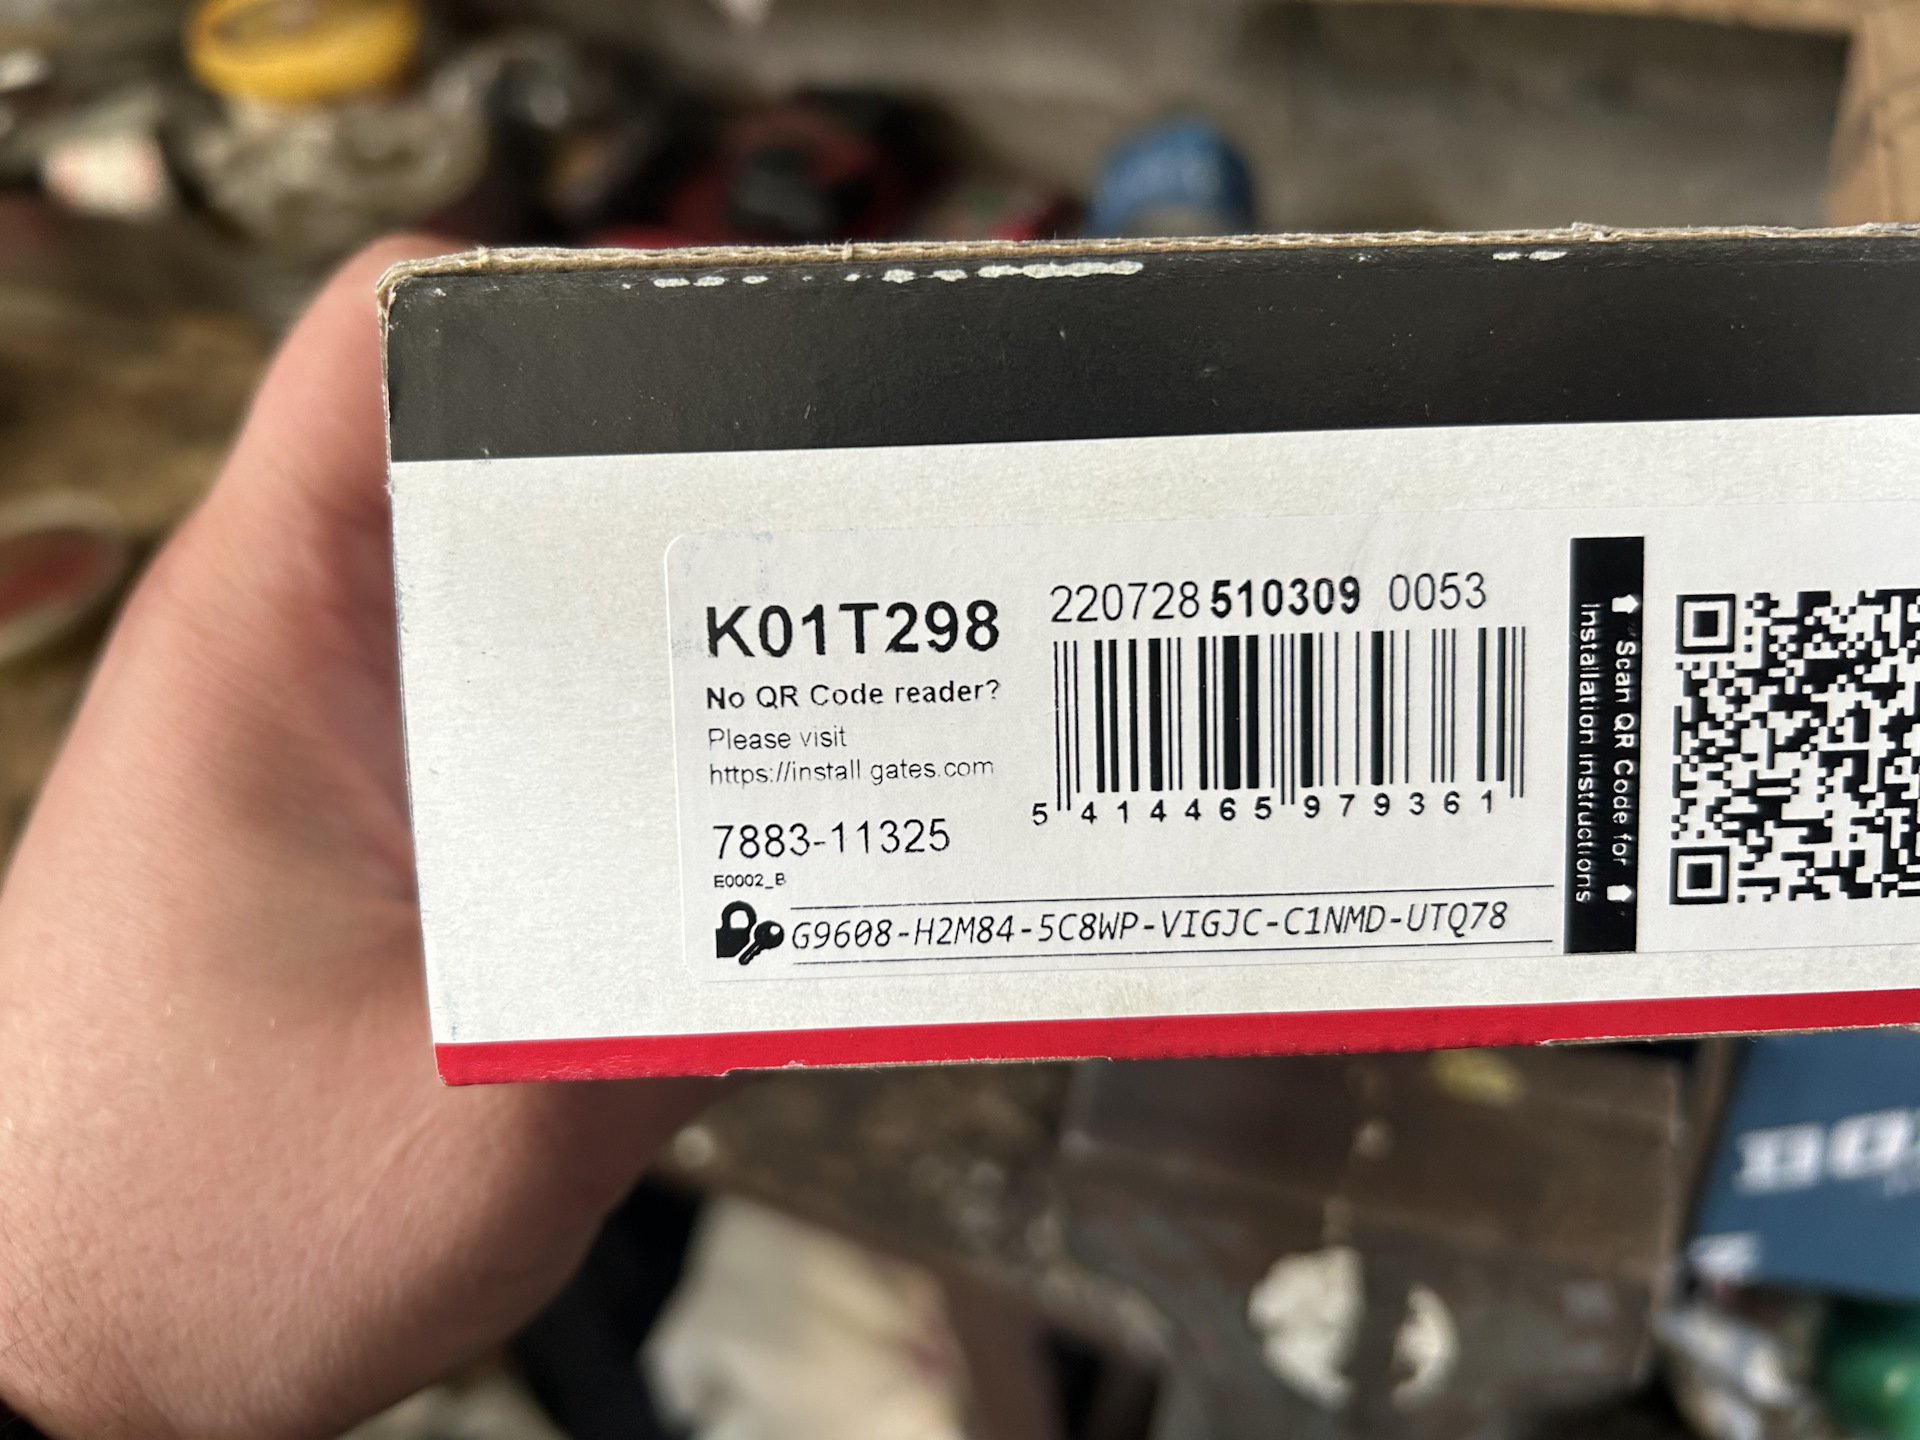 K01T298
No QR Code reader?
Please visit
https://install gates.com
7883-11325
E0002_B
220728 510309 0053
5 414465 979361
G9608-H2M84-5C8WP-VIGJC-C1NMD-UTQ78
Scan QR Code for
Installation instructions